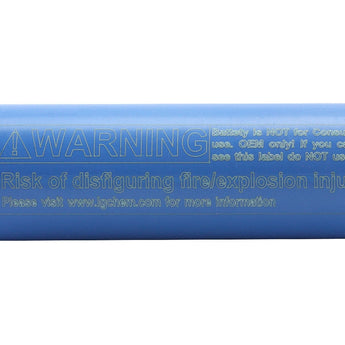 ⚠WARNING
Battery is NOT for Consu
use. OEM only! If you c
see this label do NOT us
Risk of disfiguring fire/explosion inju
Please visit www.lgchem.com for more information